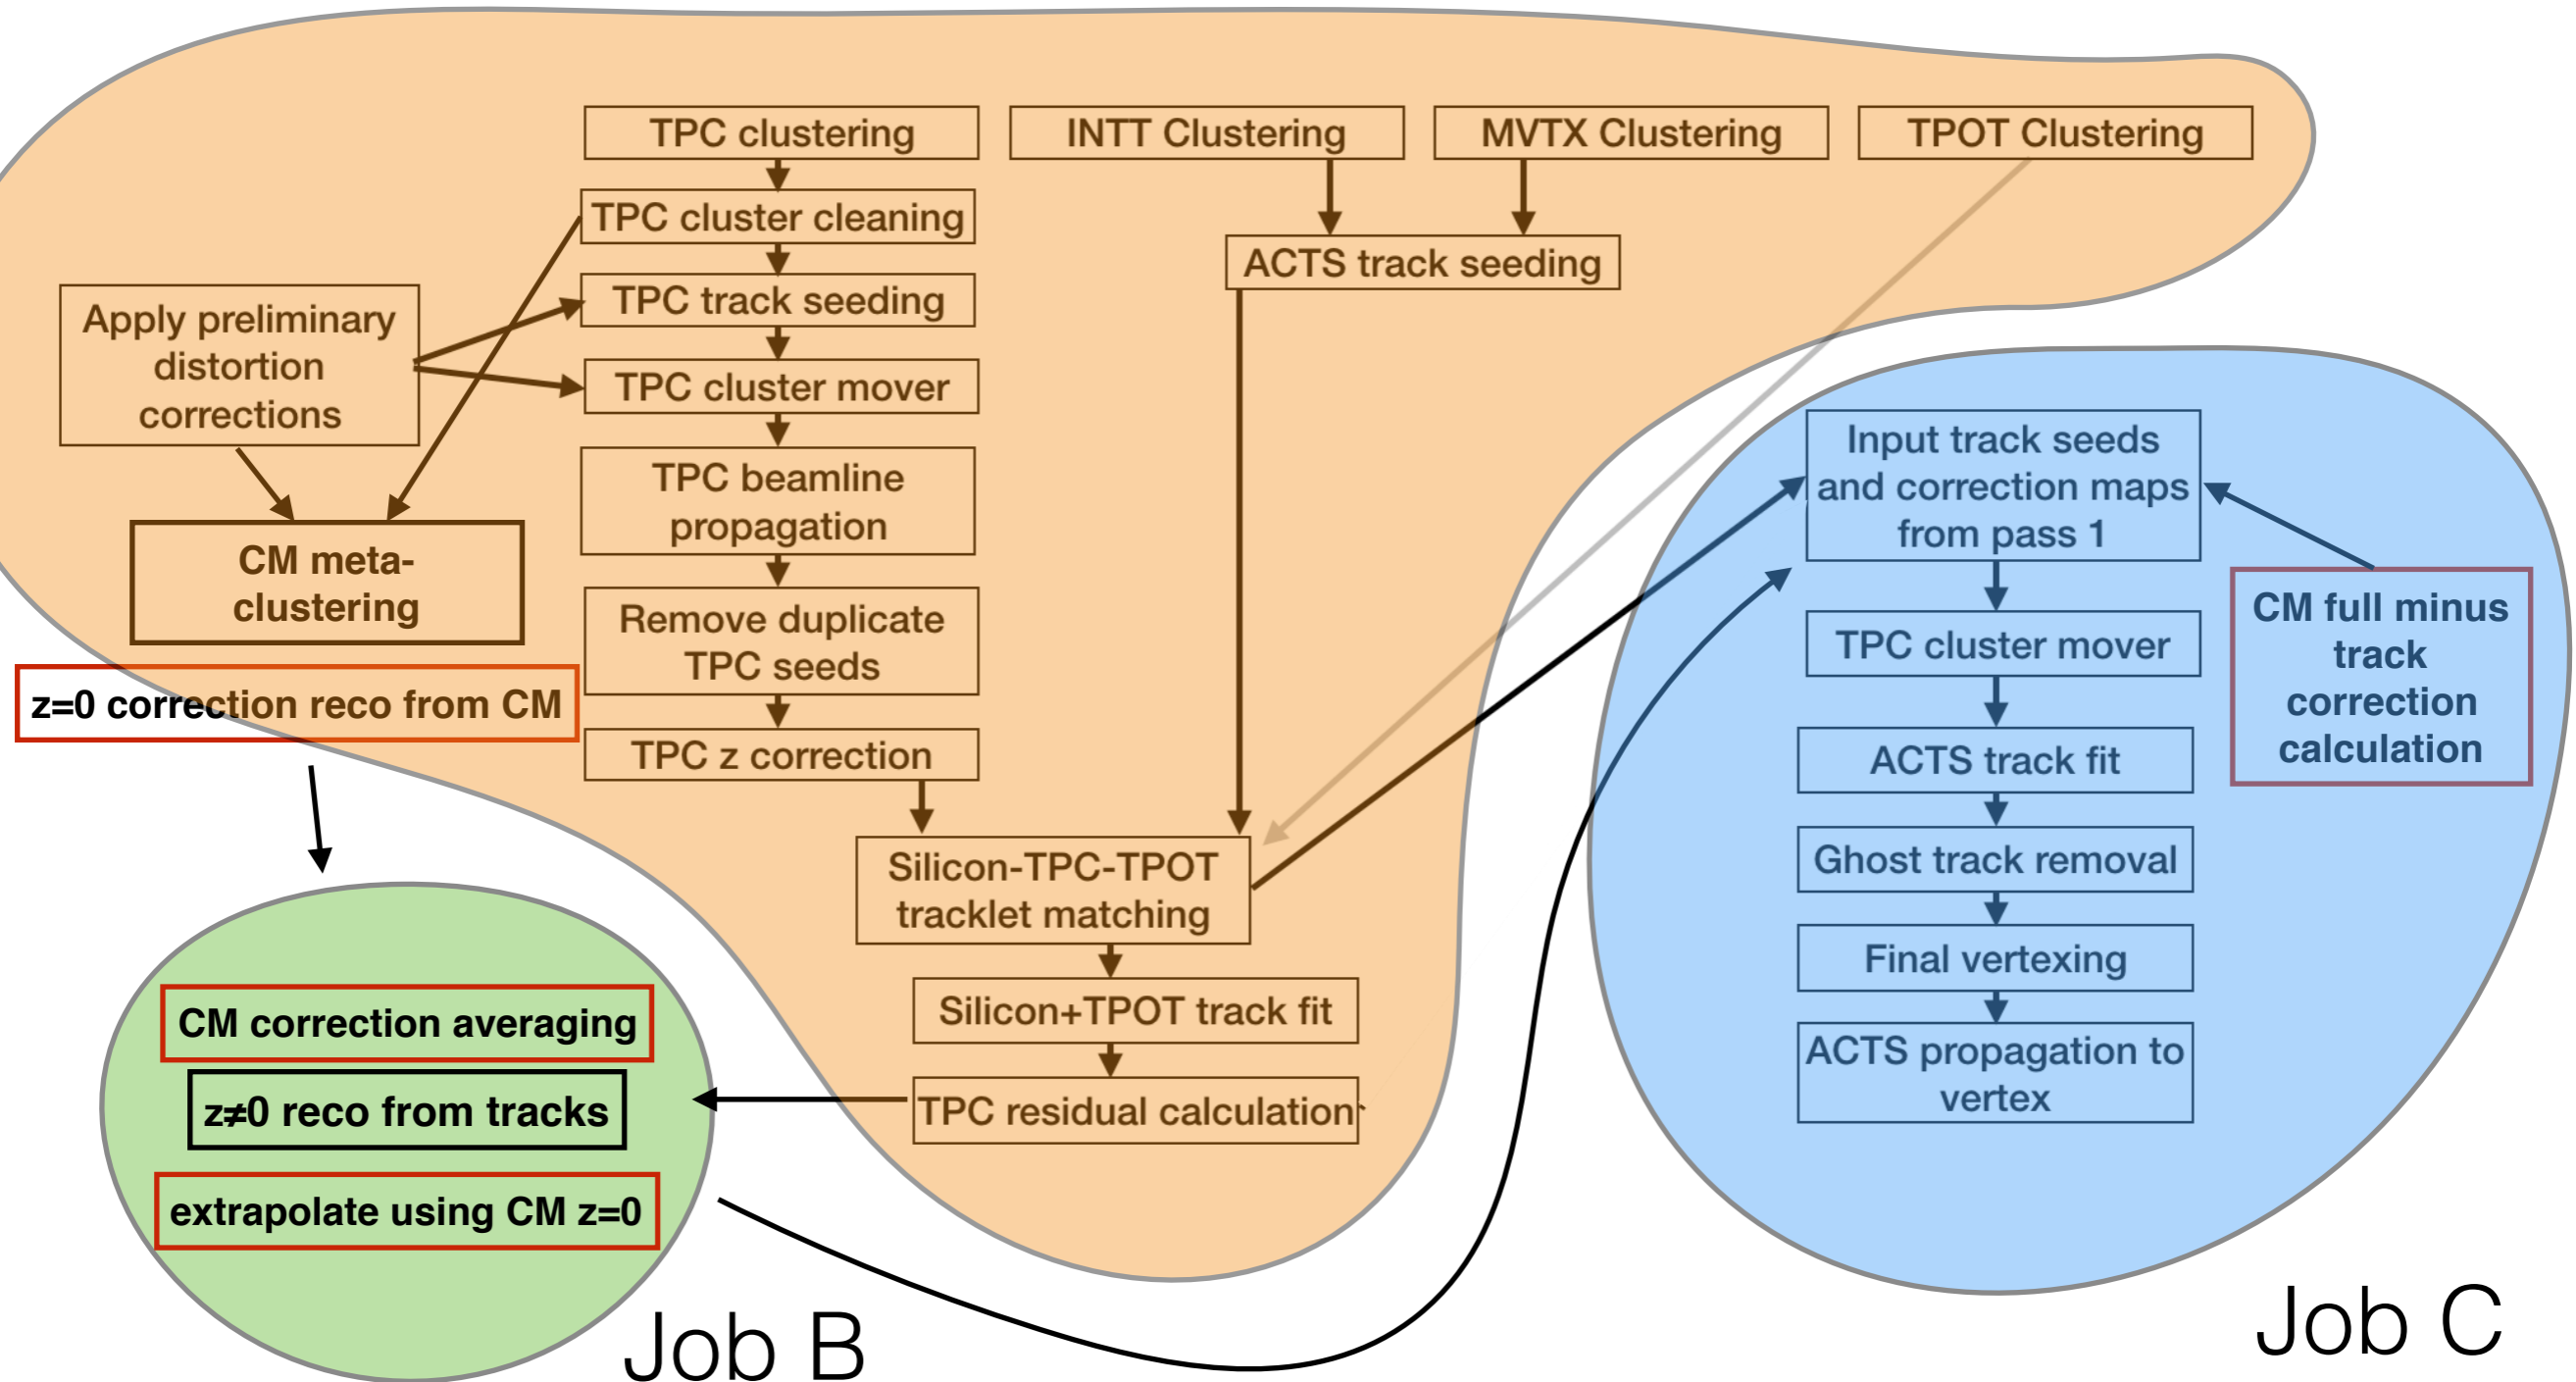 TPC clustering
INTT Clustering
MVTX Clustering
TPOT Clustering
TPC cluster cleaning
ACTS track seeding
TPC track seeding
Apply preliminary
distortion
corrections
TPC cluster mover
TPC beamline
propagation
CM meta-
clustering
Remove duplicate
TPC seeds
z=0 correction reco from CM
TPC z correction
Silicon-TPC-TPOT
tracklet matching
Silicon+TPOT track fit
TPC residual calculation
CM correction averaging
z≠0 reco from tracks
extrapolate using CM z=0
Job B
Input track seeds
and correction maps
from pass 1
TPC cluster mover
CM full minus
track
correction
calculation
ACTS track fit
Ghost track removal
Final vertexing
ACTS propagation to
vertex
Job C